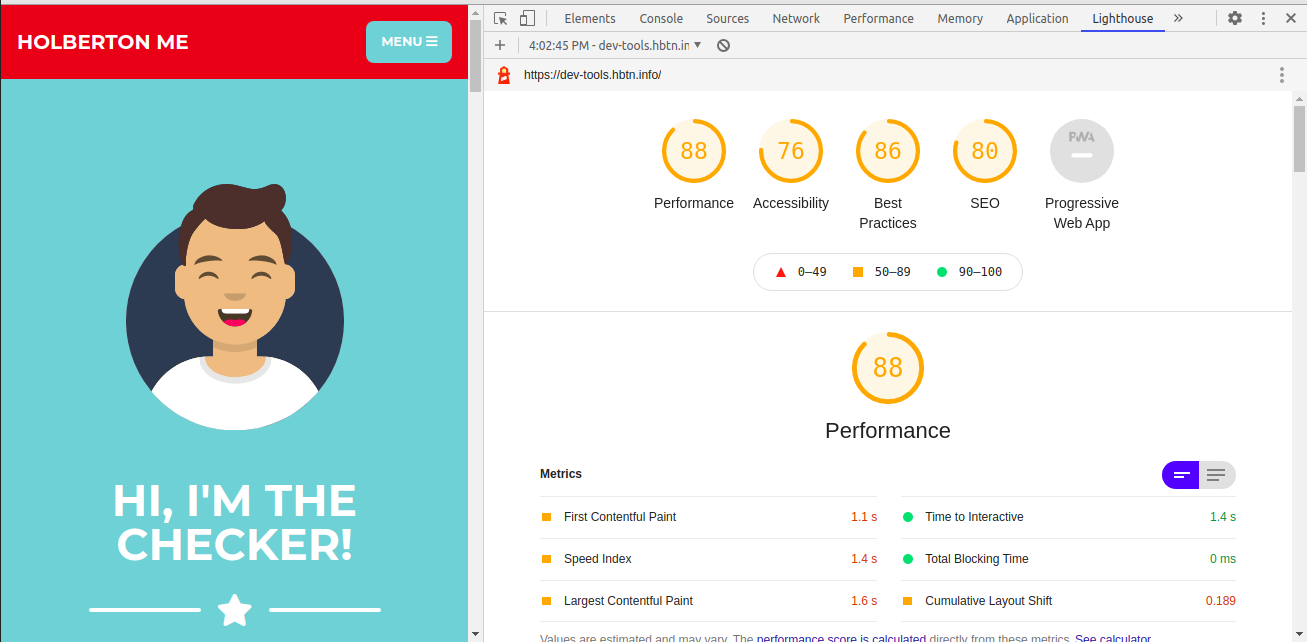 HOLBERTON ME
MENU
HI, I'M THE
CHECKER!
Elements Console Sources Network Performance Memory Application Lighthouse
4:02:45 PM - dev-tools.hbtn.in
https://dev-tools.hbtn.info/
88 76 86 80 PWA
Performance Accessibility Best Practices SEO Progressive Web App
0–49 50–89 90–100
88
Performance
Metrics
First Contentful Paint 1.1 s Time to Interactive 1.4 s
Speed Index 1.4 s Total Blocking Time 0 ms
Largest Contentful Paint 1.6 s Cumulative Layout Shift 0.189
Values are estimated and may vary. The performance score is calculated directly from these metrics. See calculator.